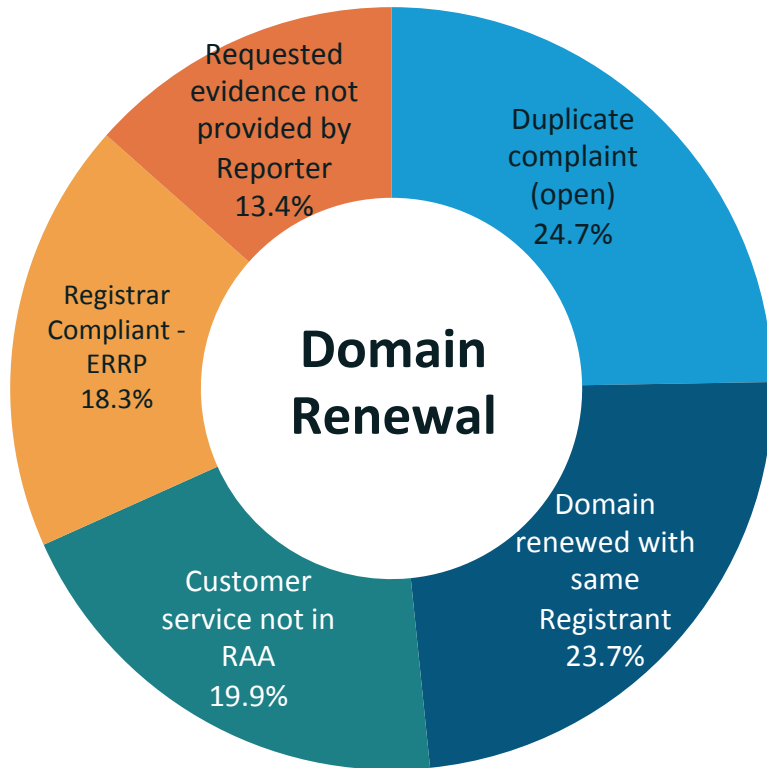 Requested
evidence not
provided by
Reporter
13.4%
Duplicate
complaint
(open)
24.7%
Registrar
Compliant -
ERRP
18.3%
Domain
Renewal
Domain
renewed with
same
Registrant
23.7%
Customer
service not in
RAA
19.9%